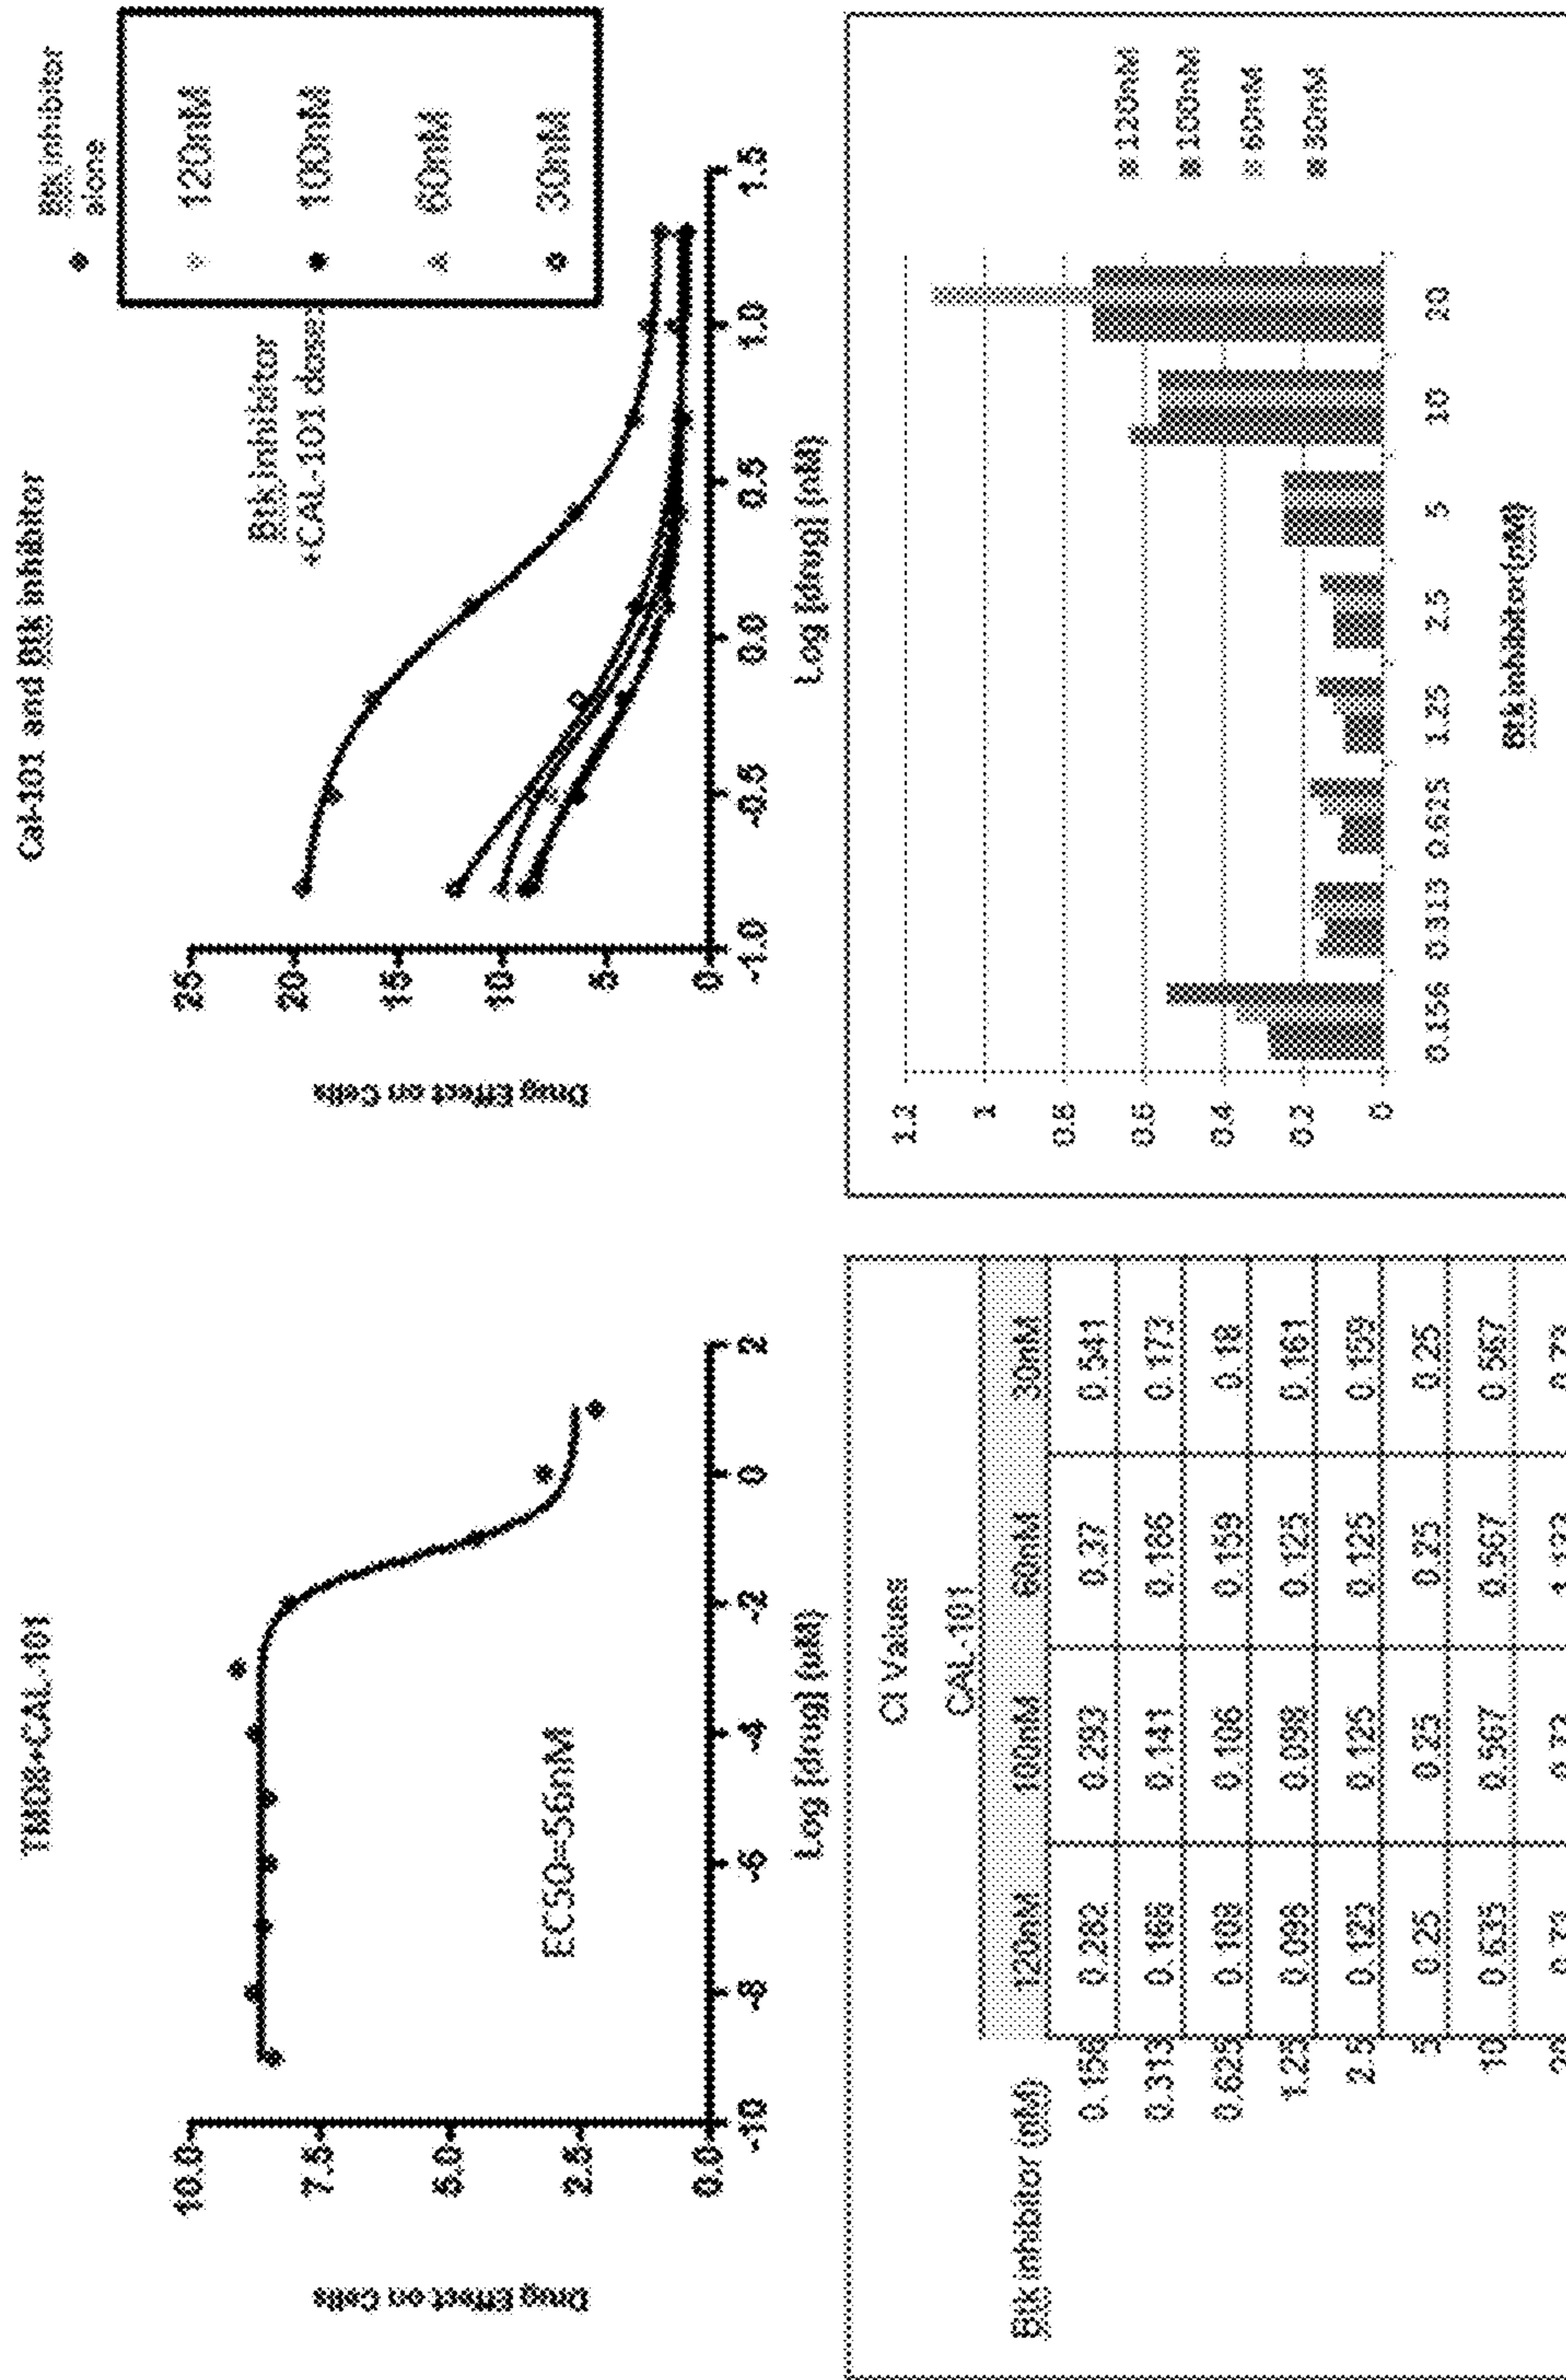 TMD8+CAL-101
Drug Effect on Cells
10.0
7.5
5.0
2.5
0.0
-10
-8
-6
-4
-2
0
2
EC50=56nM
Log [drug] (uM)
Cal-101 and Btk inhibitor
Drug Effect on Cells
25
20
15
10
5
0
-1.0
-0.5
0.0
0.5
1.0
1.5
Log [drug] (nM)
Btk inhibitor
alone
Btk inhibitor
+CAL-101 dose:
120nM
100nM
60nM
30nM
CI Values
CAL-101
Btk inhibitor (nM) 120nM 100nM 60nM 30nM
0.156 0.282 0.293 0.37 0.541
0.313 0.168 0.141 0.186 0.172
0.625 0.108 0.106 0.159 0.18
1.25 0.098 0.098 0.125 0.161
2.5 0.125 0.125 0.125 0.159
5 0.25 0.25 0.25 0.25
10 0.633 0.567 0.567 0.567
20
1.2
1
0.8
0.6
0.4
0.2
0
0.156 0.313 0.625 1.25 2.5 5 10 20
Btk inhibitor(nM)
120nM
100nM
60nM
30nM